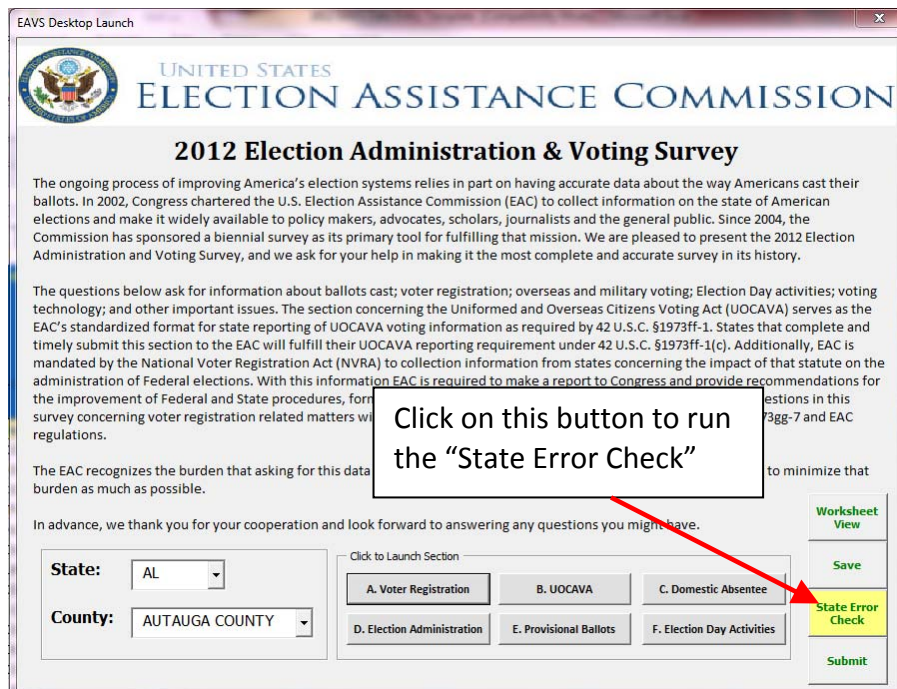 EAVS Desktop Launch
X
UNITED STATES
ELECTION ASSISTANCE COMMISSION
2012 Election Administration & Voting Survey
The ongoing process of improving America's election systems relies in part on having accurate data about the way Americans cast their
ballots. In 2002, Congress chartered the U.S. Election Assistance Commission (EAC) to collect information on the state of American
elections and make it widely available to policy makers, advocates, scholars, journalists and the general public. Since 2004, the
Commission has sponsored a biennial survey as its primary tool for fulfilling that mission. We are pleased to present the 2012 Election
Administration and Voting Survey, and we ask for your help in making it the most complete and accurate survey in its history.
The questions below ask for information about ballots cast; voter registration; overseas and military voting; Election Day activities; voting
technology; and other important issues. The section concerning the Uniformed and Overseas Citizens Voting Act (UOCAVA) serves as the
EAC's standardized format for state reporting of UOCAVA voting information as required by 42 U.S.C. §1973ff-1. States that complete and
timely submit this section to the EAC will fulfill their UOCAVA reporting requirement under 42 U.S.C. §1973ff-1(c). Additionally, EAC is
mandated by the National Voter Registration Act (NVRA) to collection information from states concerning the impact of that statute on the
administration of Federal elections. With this information EAC is required to make a report to Congress and provide recommendations for
the improvement of Federal and State procedures, estions in this
survey concerning voter registration related matters 73gg-7 and EAC
regulations.
Click on this button to run
the “State Error Check”
The EAC recognizes the burden that asking for this data to minimize that
burden as much as possible.
In advance, we thank you for your cooperation and look forward to answering any questions you might have.
Worksheet
View
Save
State Error
Check
Submit
State: AL
County: AUTAUGA COUNTY
Click to Launch Section
A. Voter Registration B. UOCAVA C. Domestic Absentee
D. Election Administration E. Provisional Ballots F. Election Day Activities